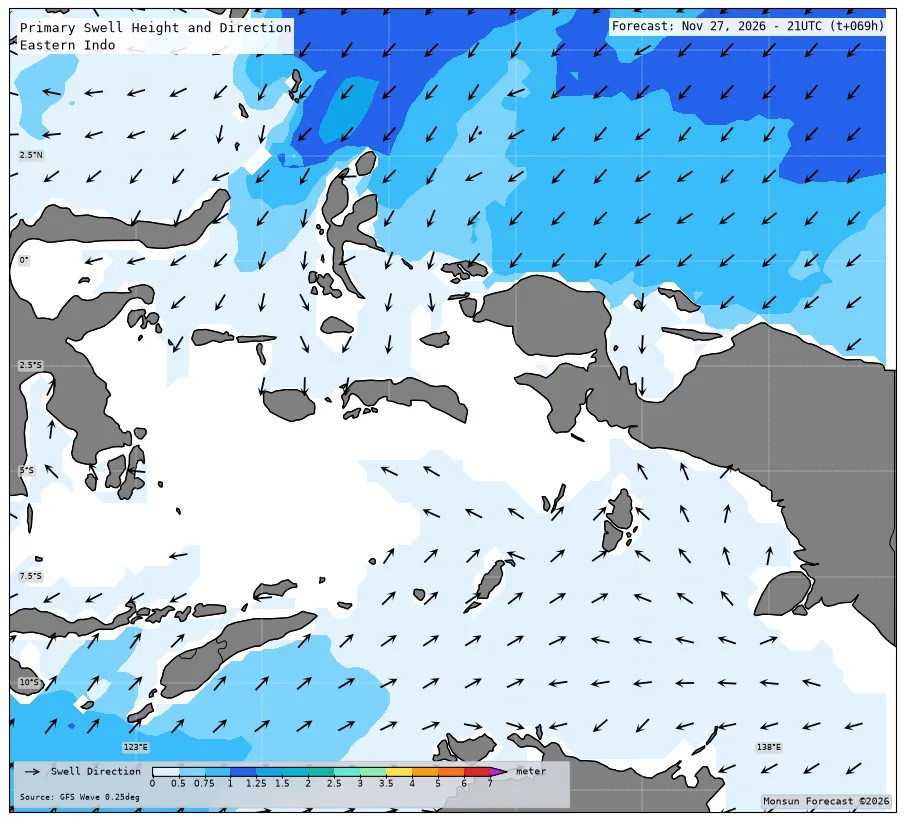 Primary Swell Height and Direction
Eastern Indo
Forecast: Nov 27, 2026 - 21UTC (t+069h)
2.5°N
0°
2.5°S
5°S
7.5°S
10°S
123°E
138°E
Swell Direction
0 0.5 0.75 1 1.25 1.5 2 2.5 3 3.5 4 5 6 7
meter
Source: GFS Wave 0.25deg
Monsun Forecast ©2026